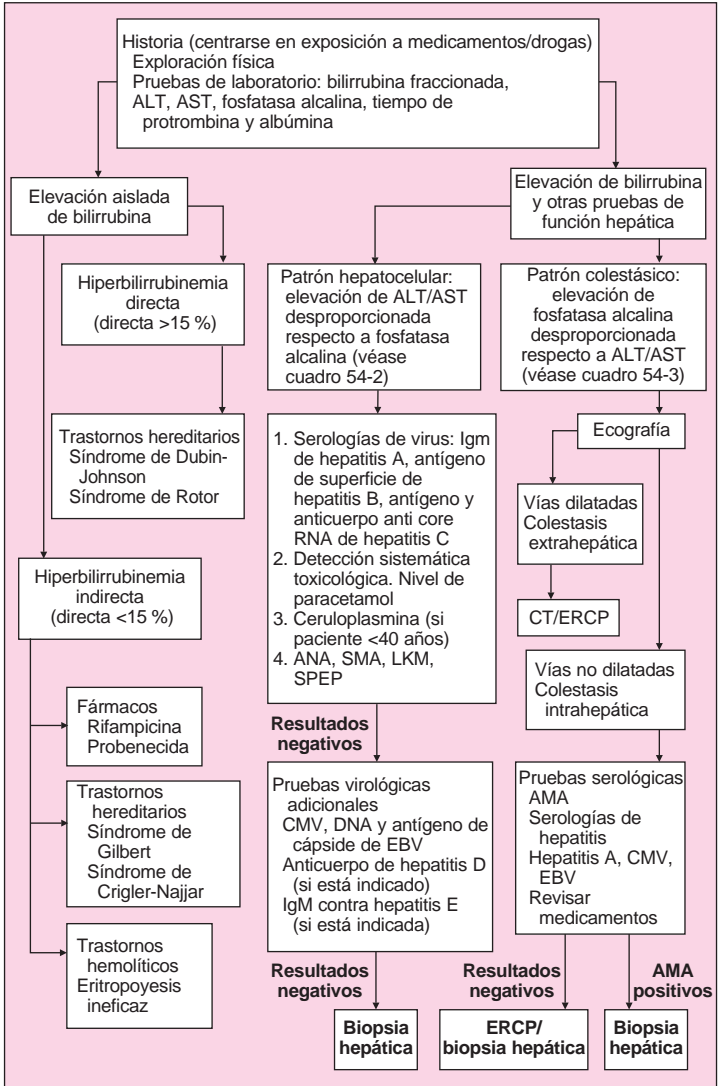 Historia (centrarse en exposición a medicamentos/drogas)
Exploración física
Pruebas de laboratorio: bilirrubina fraccionada,
ALT, AST, fosfatasa alcalina, tiempo de
protrombina y albúmina
Elevación aislada
de bilirrubina
Elevación de bilirrubina
y otras pruebas de
función hepática
Hiperbilirrubinemia
directa
(directa >15 %)
Patrón hepatocelular:
elevación de ALT/AST
desproporcionada
respecto a fosfatasa
alcalina (véase
cuadro 54-2)
Patrón colestásico:
elevación de
fosfatasa alcalina
desproporcionada
respecto a ALT/AST
(véase cuadro 54-3)
Trastornos hereditarios
Síndrome de Dubin-
Johnson
Síndrome de Rotor
1. Serologías de virus: Igm
de hepatitis A, antígeno
de superficie de
hepatitis B, antígeno y
anticuerpo anti core
RNA de hepatitis C
2. Detección sistemática
toxicológica. Nivel de
paracetamol
3. Ceruloplasmina (si
paciente <40 años)
4. ANA, SMA, LKM,
SPEP
Ecografía
Vías dilatadas
Colestasis
extrahepática
CT/ERCP
Hiperbilirrubinemia
indirecta
(directa <15 %)
Vías no dilatadas
Colestasis
intrahepática
Fármacos
Rifampicina
Probenecida
Resultados
negativos
Trastornos
hereditarios
Síndrome de
Gilbert
Síndrome de
Crigler-Najjar
Pruebas virológicas
adicionales
CMV, DNA y antígeno de
cápside de EBV
Anticuerpo de hepatitis D
(si está indicado)
IgM contra hepatitis E
(si está indicada)
Pruebas serológicas
AMA
Serologías de
hepatitis
Hepatitis A, CMV,
EBV
Revisar
medicamentos
Trastornos
hemolíticos
Eritropoyesis
ineficaz
Resultados
negativos
Resultados
negativos
AMA
positivos
Biopsia
hepática
ERCP/
biopsia hepática
Biopsia
hepática